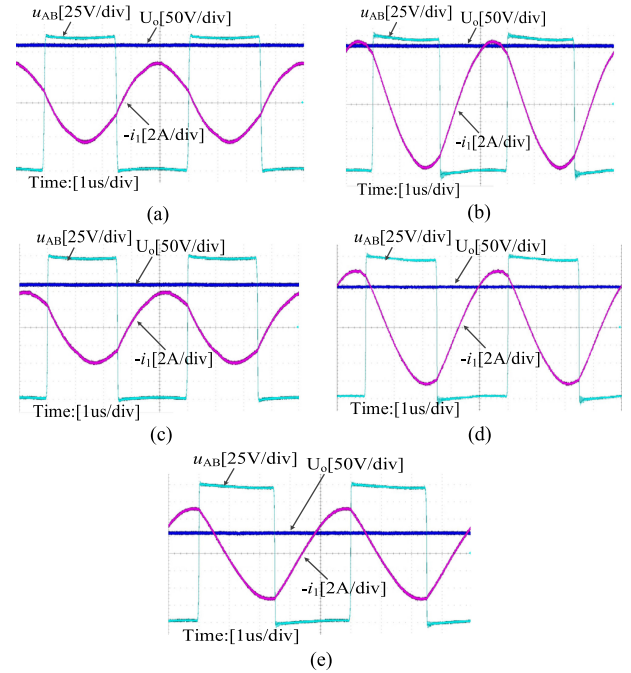 uAB[25V/div] Uo[50V/div]
-i1[2A/div]
Time:[1us/div]
(a)
uAB[25V/div] Uo[50V/div]
-i1[2A/div]
Time:[1us/div]
(b)
uAB[25V/div]
Uo[50V/div]
-i1[2A/div]
Time:[1us/div]
(c)
uAB[25V/div]
Uo[50V/div]
-i1[2A/div]
Time:[1us/div]
(d)
uAB[25V/div] Uo[50V/div]
-i1[2A/div]
Time:[1us/div]
(e)